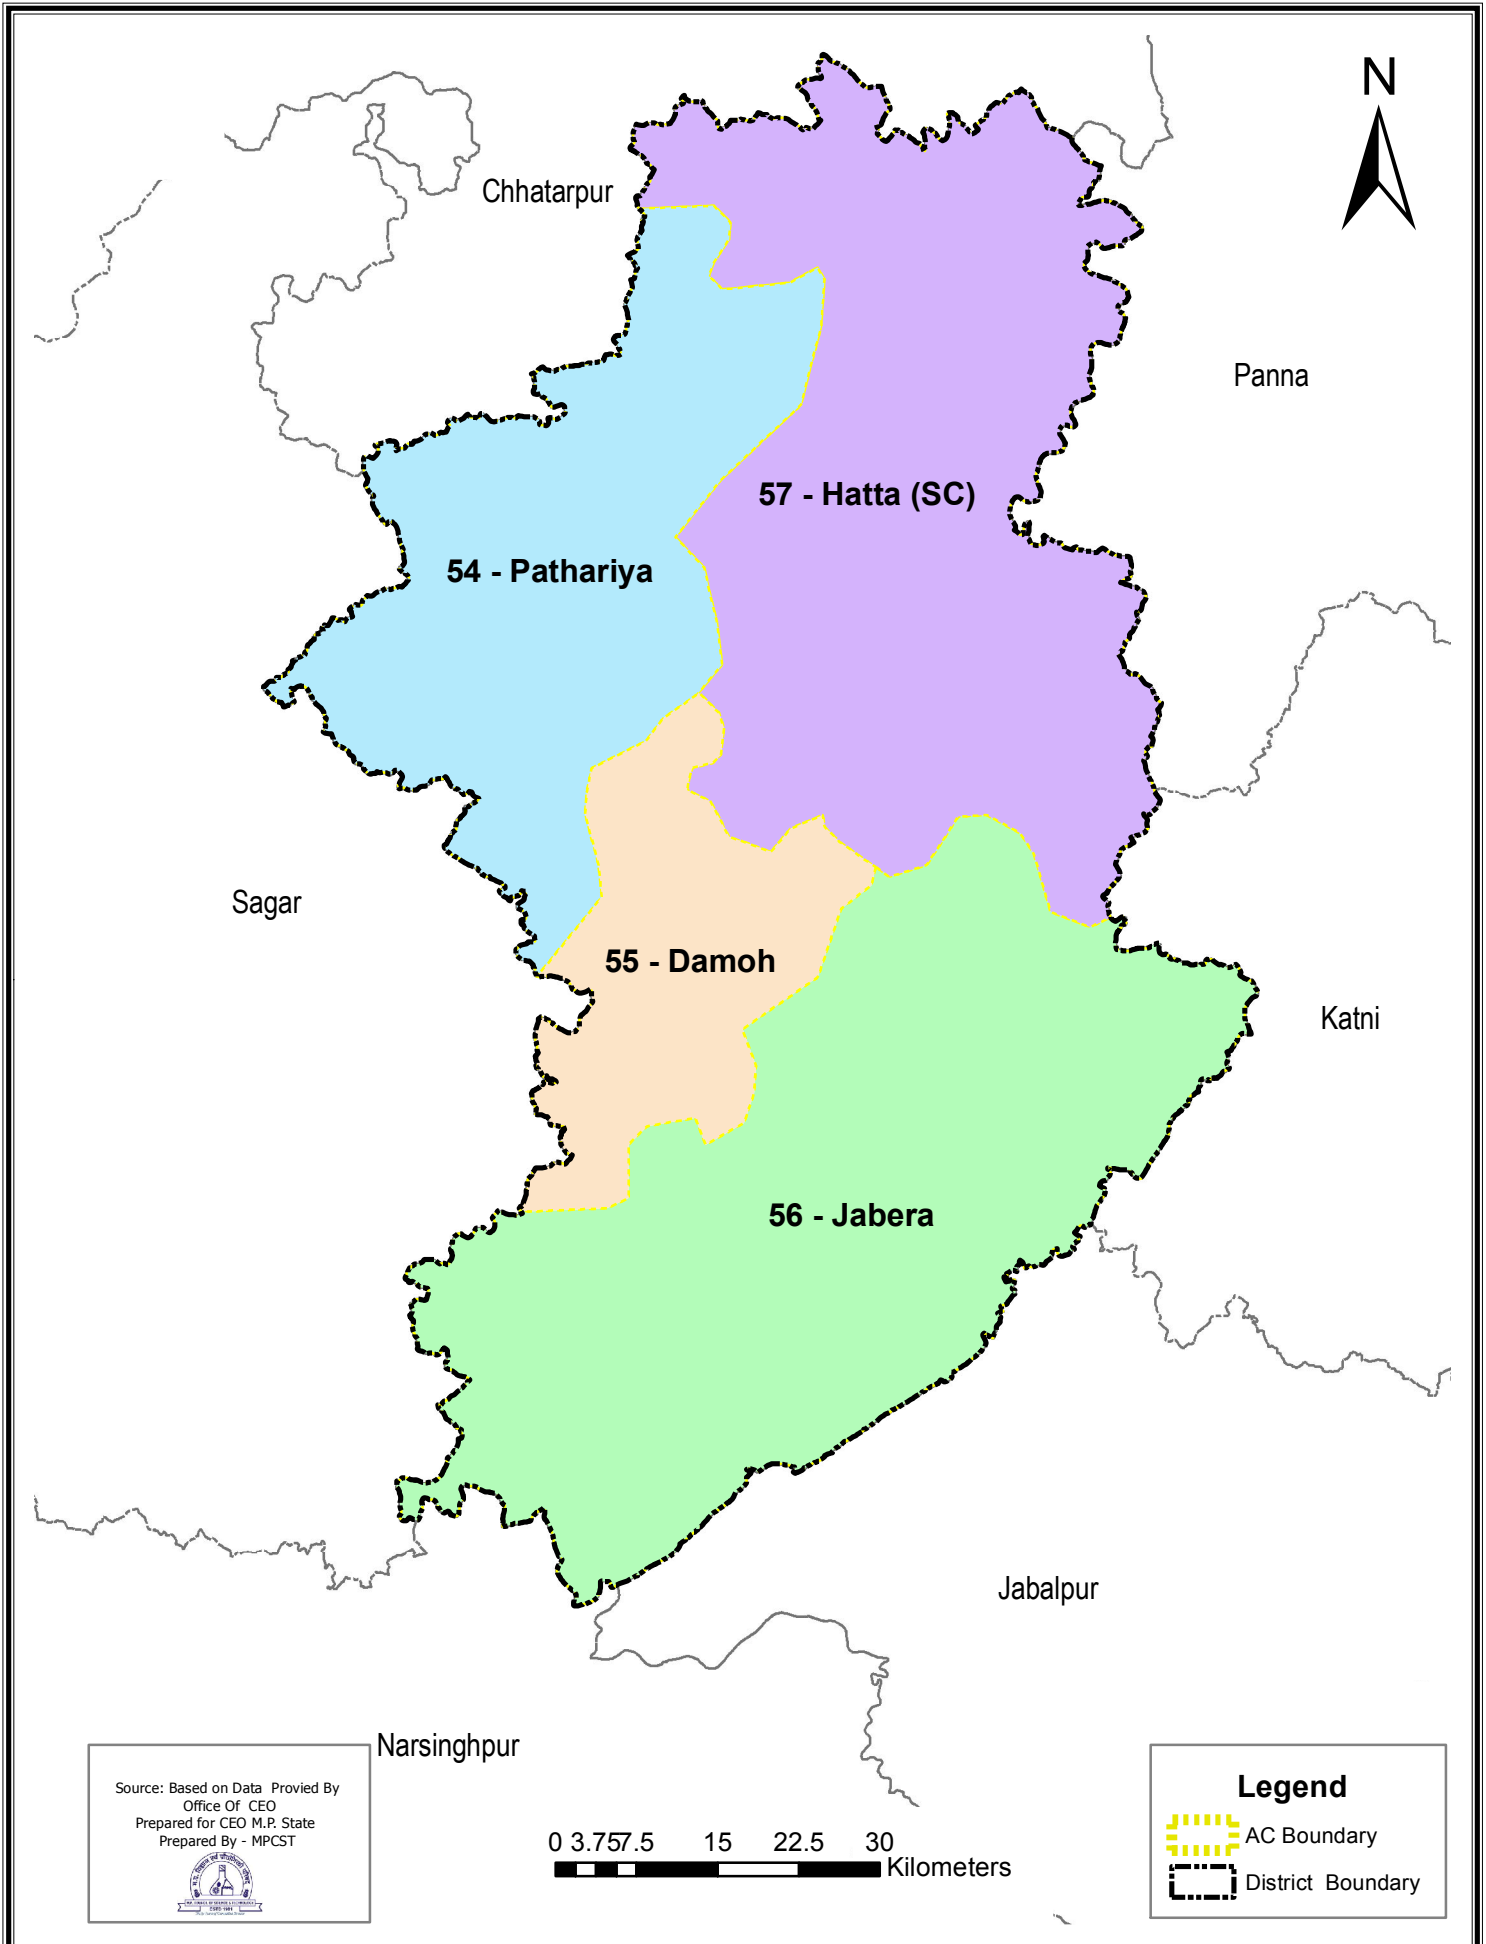 N
Chhatarpur
Panna
57 - Hatta (SC)
54 - Pathariya
Sagar
55 - Damoh
Katni
56 - Jabera
Jabalpur
Narsinghpur
Source: Based on Data Provied By
Office Of CEO
Prepared for CEO M.P. State
Prepared By - MPCST
0 3.75 7.5 15 22.5 30
Kilometers
Legend
AC Boundary
District Boundary